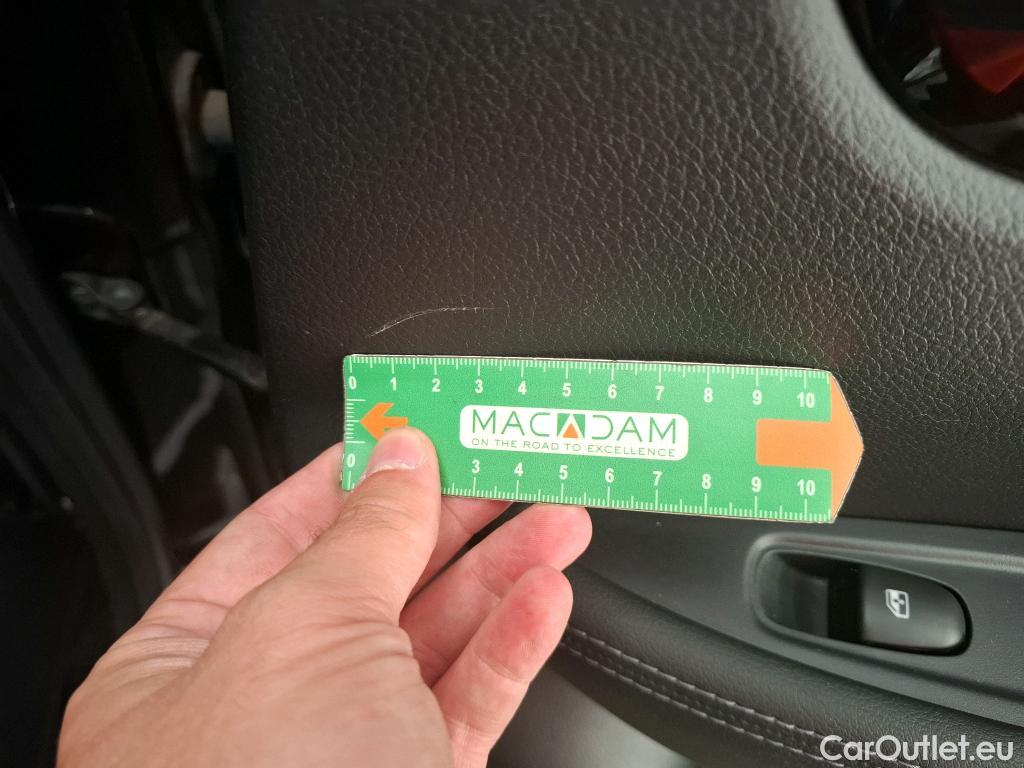 0 1 2 3 4 5 6 7 8 9 10
MACADAM
ON THE ROAD TO EXCELLENCE
0 3 4 5 6 7 8 9 10
CarOutlet.eu